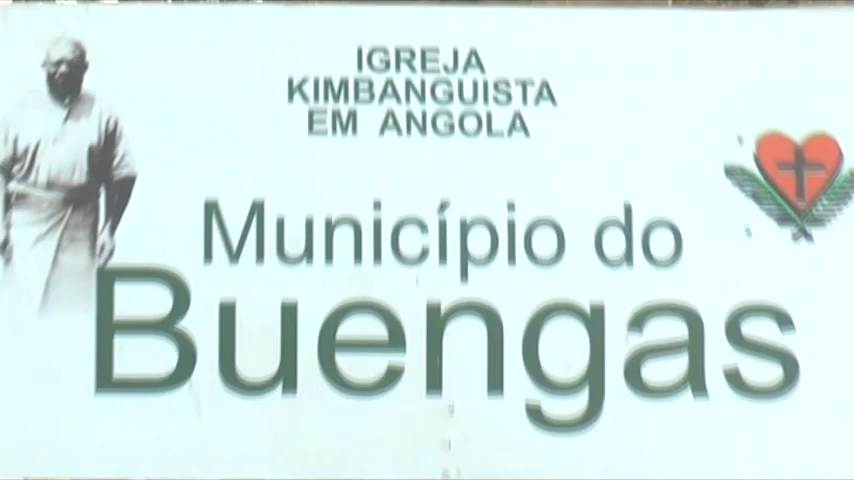 IGREJA
KIMBANGUISTA
EM ANGOLA
Município do
Buengas